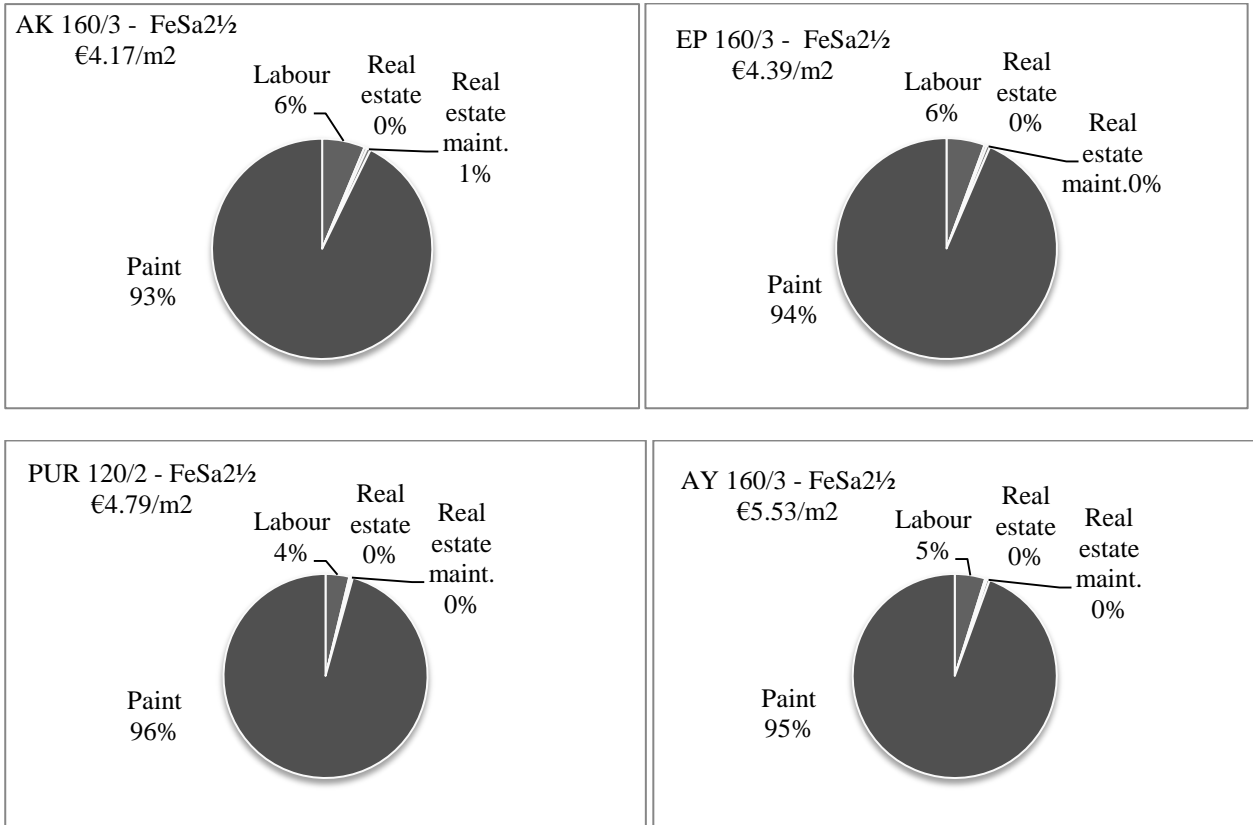 AK 160/3 -  FeSa2½
€4.17/m2
Labour
6%
Real
estate
0%
Real
estate
maint.
1%
Paint
93%
EP 160/3 -  FeSa2½
€4.39/m2
Labour
6%
Real
estate
0%
Real
estate
maint.0%
Paint
94%
PUR 120/2 - FeSa2½
€4.79/m2
Labour
4%
Real
estate
0%
Real
estate
maint.
0%
Paint
96%
AY 160/3 - FeSa2½
€5.53/m2
Labour
5%
Real
estate
0%
Real
estate
maint.
0%
Paint
95%